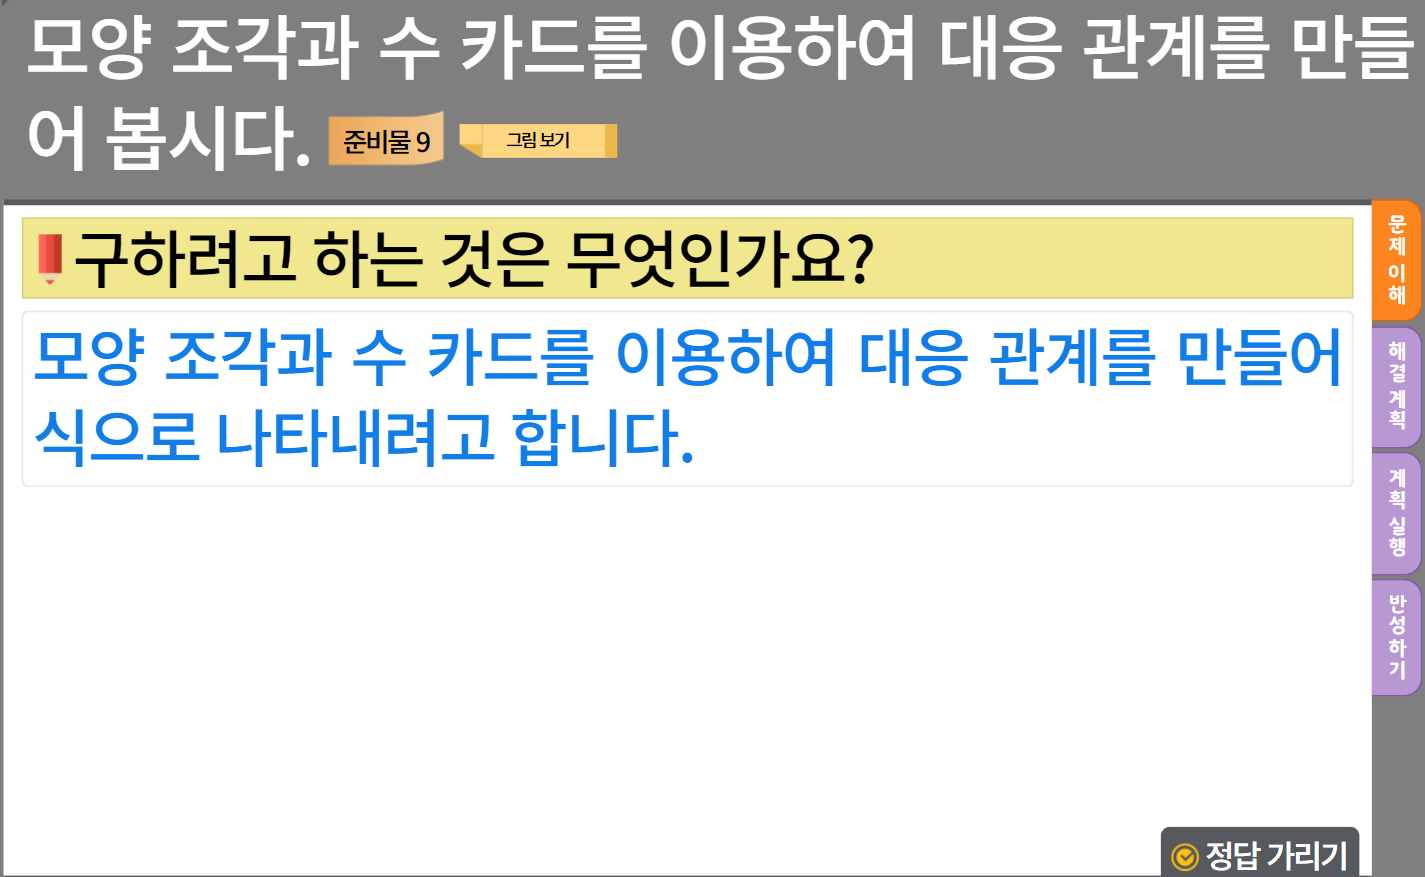 모양 조각과 수 카드를 이용하여 대응 관계를 만들
어 봅시다. 준비물 9 그림 보기
구하려고 하는 것은 무엇인가요?
모양 조각과 수 카드를 이용하여 대응 관계를 만들어
식으로 나타내려고 합니다.
문제 이해
해결 계획
계획 실행
반성하기
정답 가리기